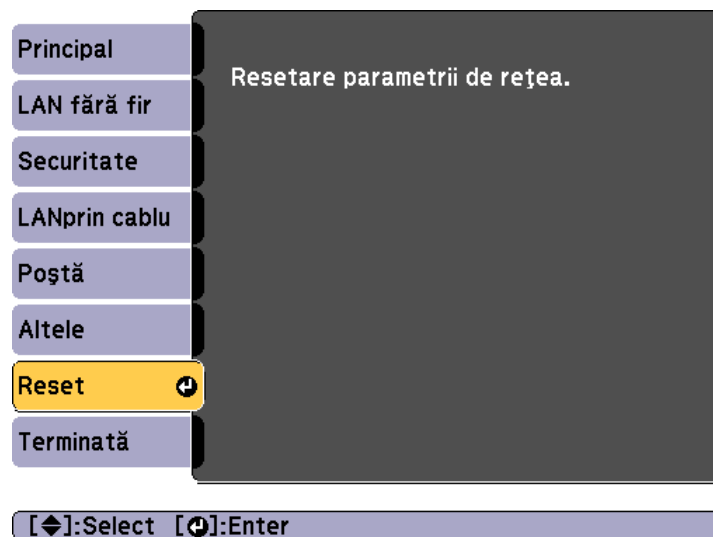 Principal
LAN fără fir
Securitate
LANprin cablu
Poştă
Altele
Reset
Terminată
Resetare parametrii de reţea.
[◆]:Select [↵]:Enter